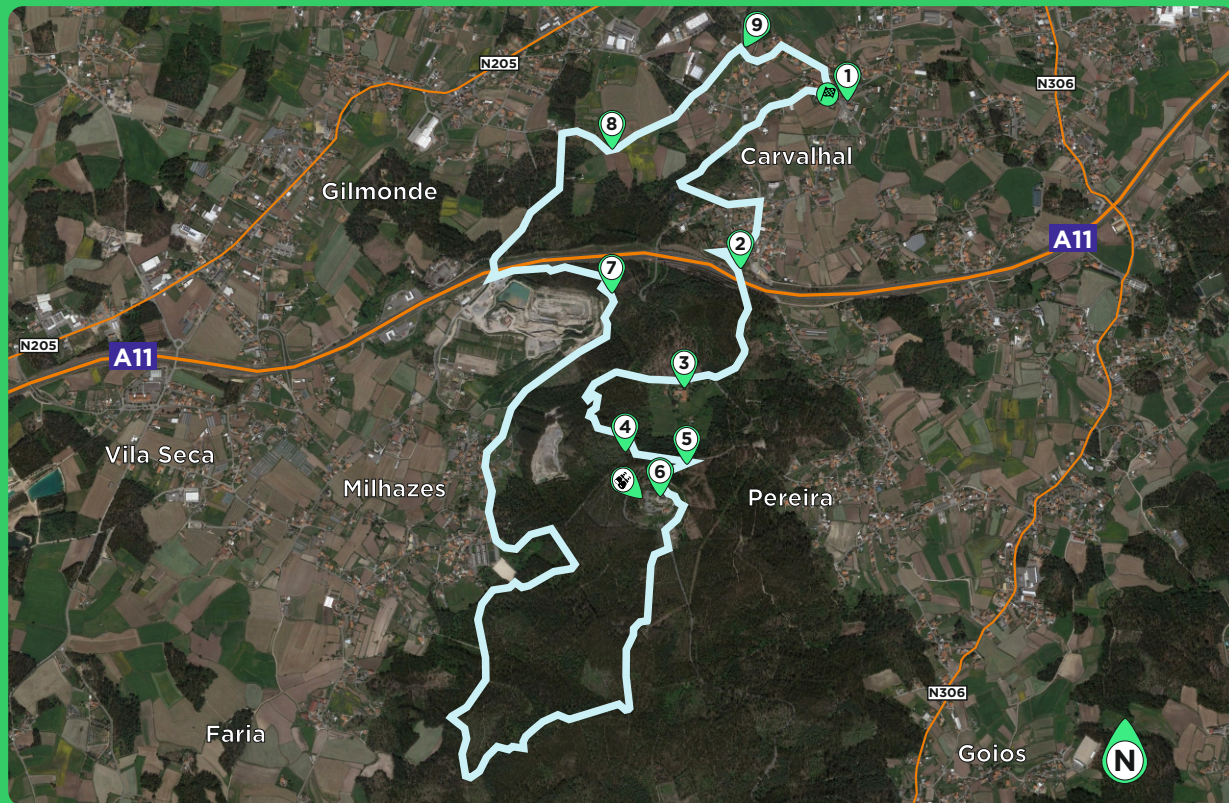 9
1
N205
N306
8
Carvalhal
Gilmonde
A11
2
7
N205
A11
3
4
5
Vila Seca
6
Milhazes
Pereira
N306
Faria
Goios
N